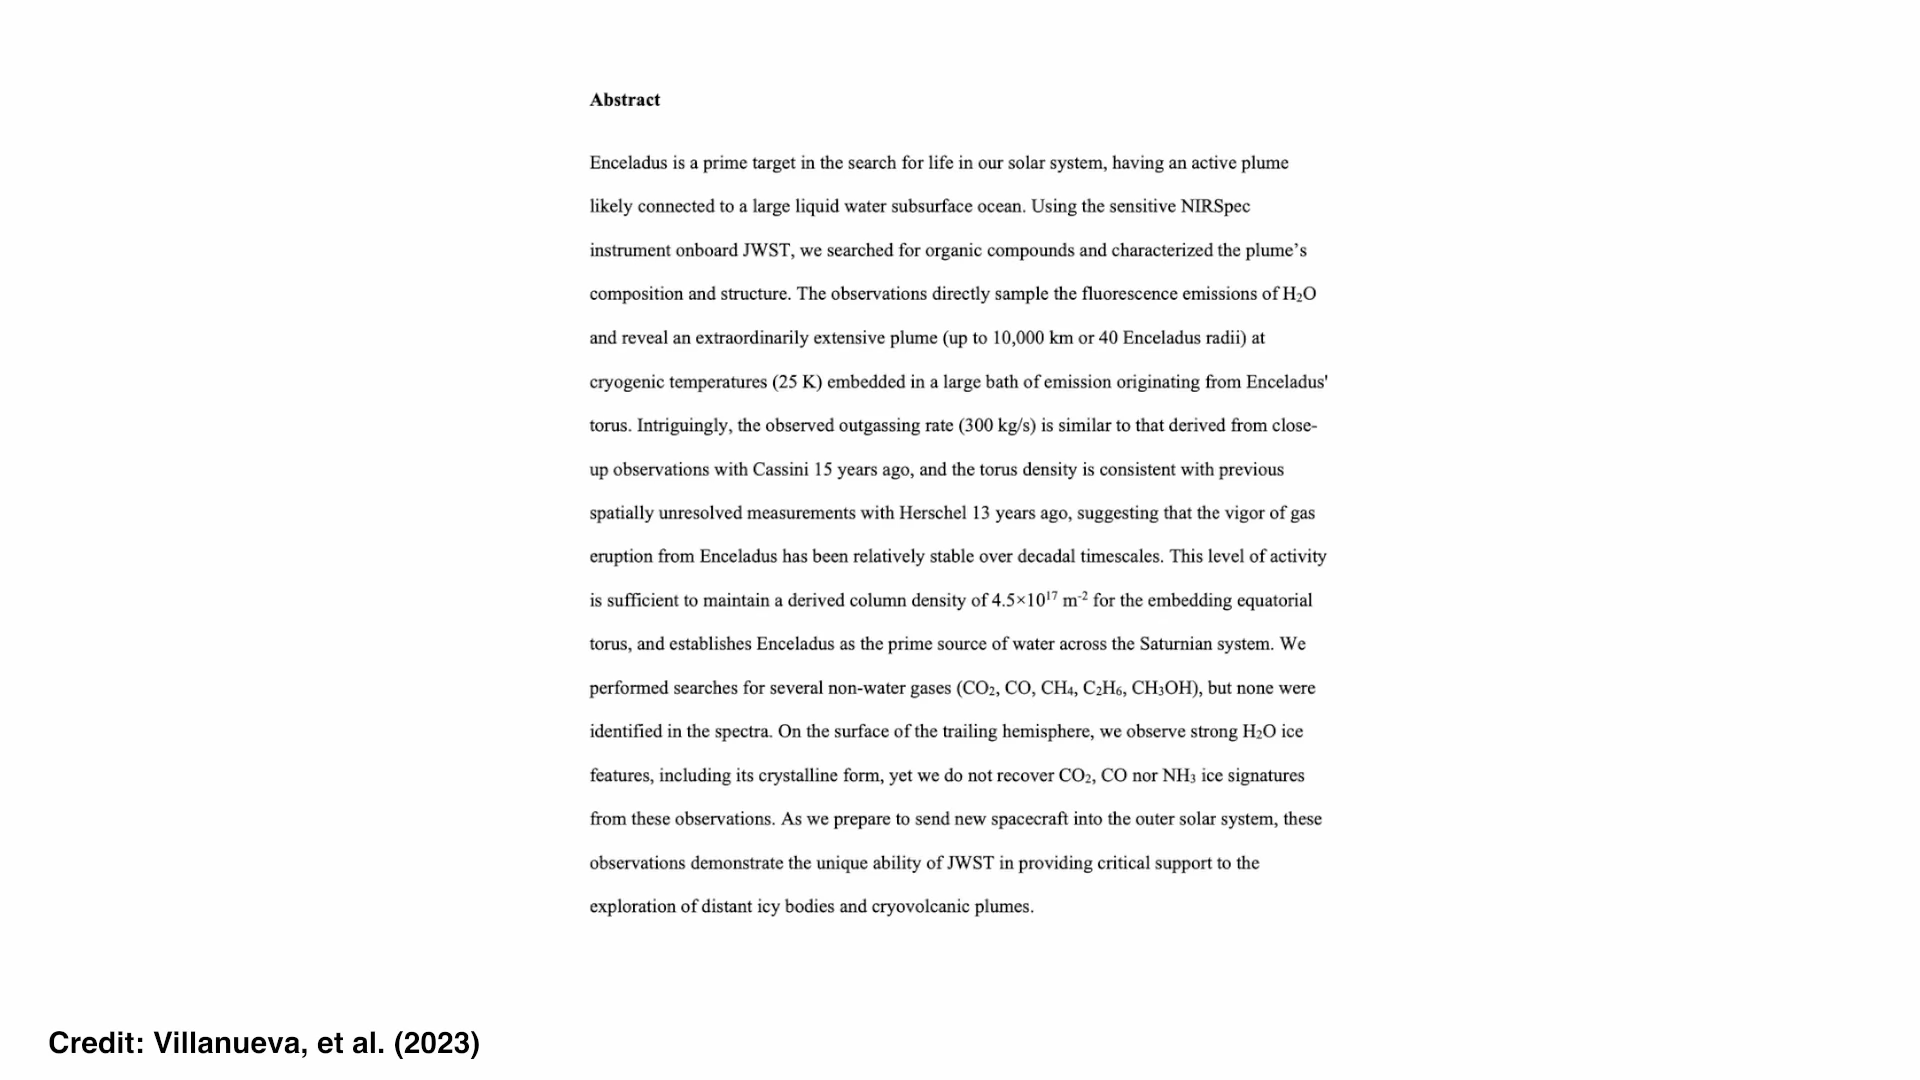 Abstract
Enceladus is a prime target in the search for life in our solar system, having an active plume
likely connected to a large liquid water subsurface ocean. Using the sensitive NIRSpec
instrument onboard JWST, we searched for organic compounds and characterized the plume’s
composition and structure. The observations directly sample the fluorescence emissions of H₂O
and reveal an extraordinarily extensive plume (up to 10,000 km or 40 Enceladus radii) at
cryogenic temperatures (25 K) embedded in a large bath of emission originating from Enceladus'
torus. Intriguingly, the observed outgassing rate (300 kg/s) is similar to that derived from close-
up observations with Cassini 15 years ago, and the torus density is consistent with previous
spatially unresolved measurements with Herschel 13 years ago, suggesting that the vigor of gas
eruption from Enceladus has been relatively stable over decadal timescales. This level of activity
is sufficient to maintain a derived column density of 4.5×10¹⁷ m⁻² for the embedding equatorial
torus, and establishes Enceladus as the prime source of water across the Saturnian system. We
performed searches for several non-water gases (CO₂, CO, CH₄, C₂H₆, CH₃OH), but none were
identified in the spectra. On the surface of the trailing hemisphere, we observe strong H₂O ice
features, including its crystalline form, yet we do not recover CO₂, CO nor NH₃ ice signatures
from these observations. As we prepare to send new spacecraft into the outer solar system, these
observations demonstrate the unique ability of JWST in providing critical support to the
exploration of distant icy bodies and cryovolcanic plumes.
Credit: Villanueva, et al. (2023)